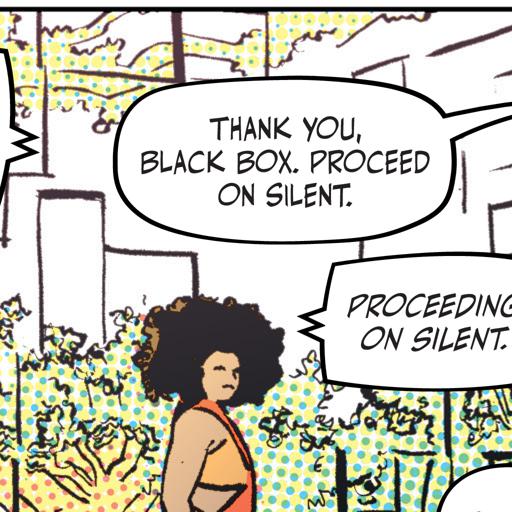 THANK YOU,
BLACK BOX. PROCEED
ON SILENT.
PROCEEDING
ON SILENT.